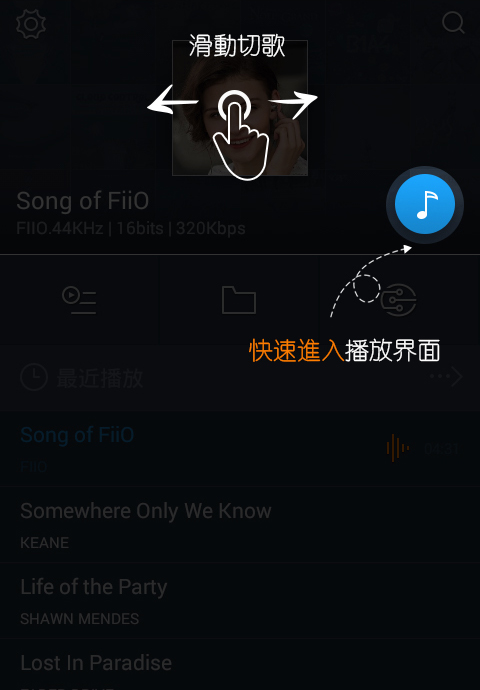 滑動切歌
Song of FiiO
FIIO.44KHz | 16bits | 320Kbps
快速進入播放界面
最近播放
Song of FiiO
FIIO
Somewhere Only We Know
KEANE
Life of the Party
SHAWN MENDES
Lost In Paradise